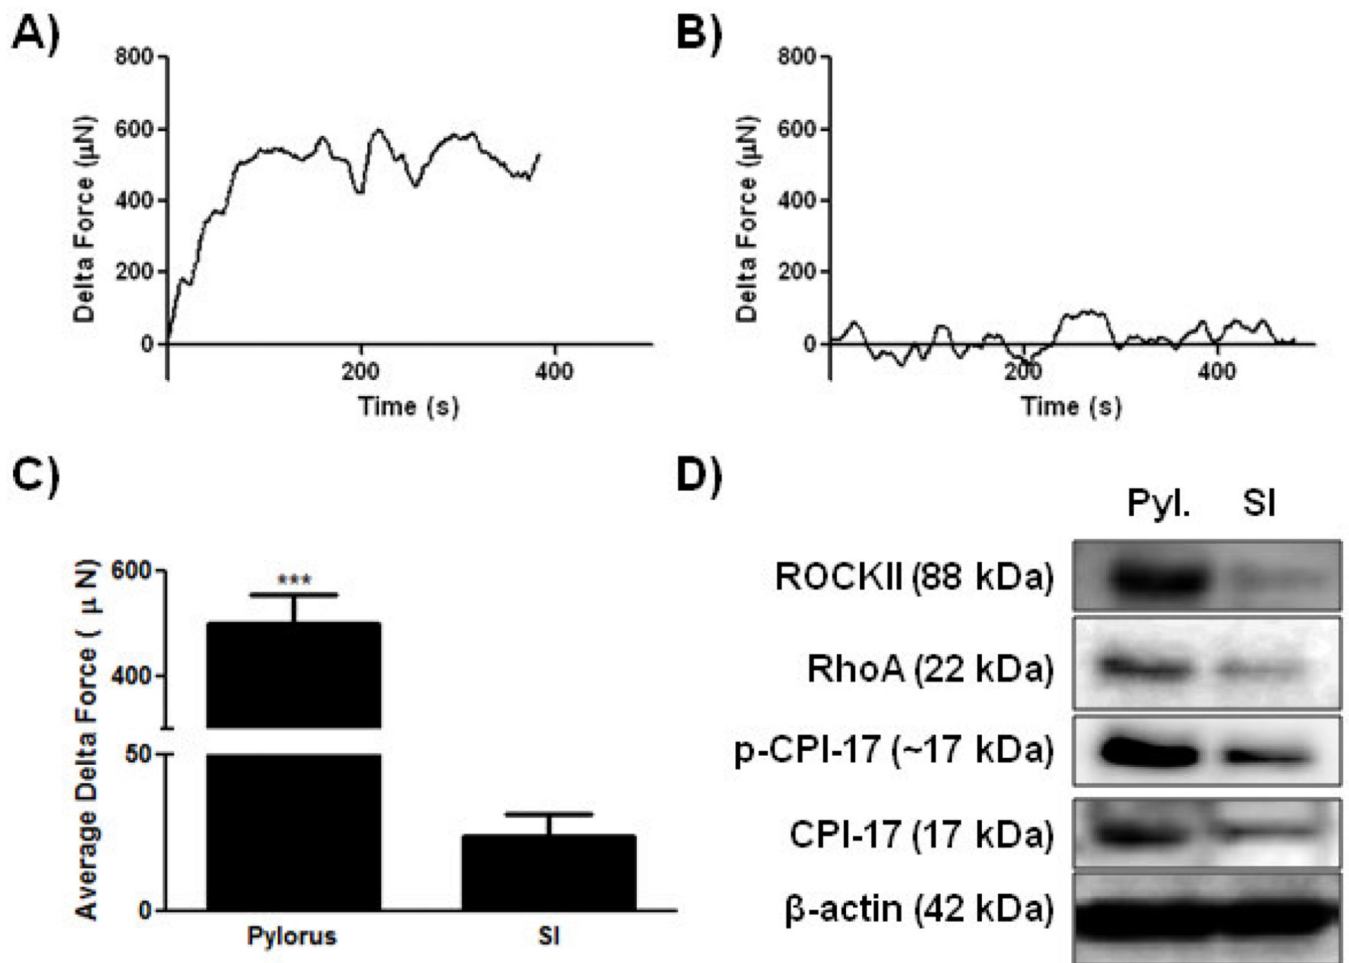 A)
800
600
400
200
0
Delta Force (μN)
200
400
Time (s)
B)
800
600
400
200
0
Delta Force (μN)
200
400
Time (s)
C)
600
400
50
0
Average Delta Force ( μ N)
***
Pylorus
SI
D)
Pyl. SI
ROCKII (88 kDa)
RhoA (22 kDa)
p-CPI-17 (~17 kDa)
CPI-17 (17 kDa)
β-actin (42 kDa)